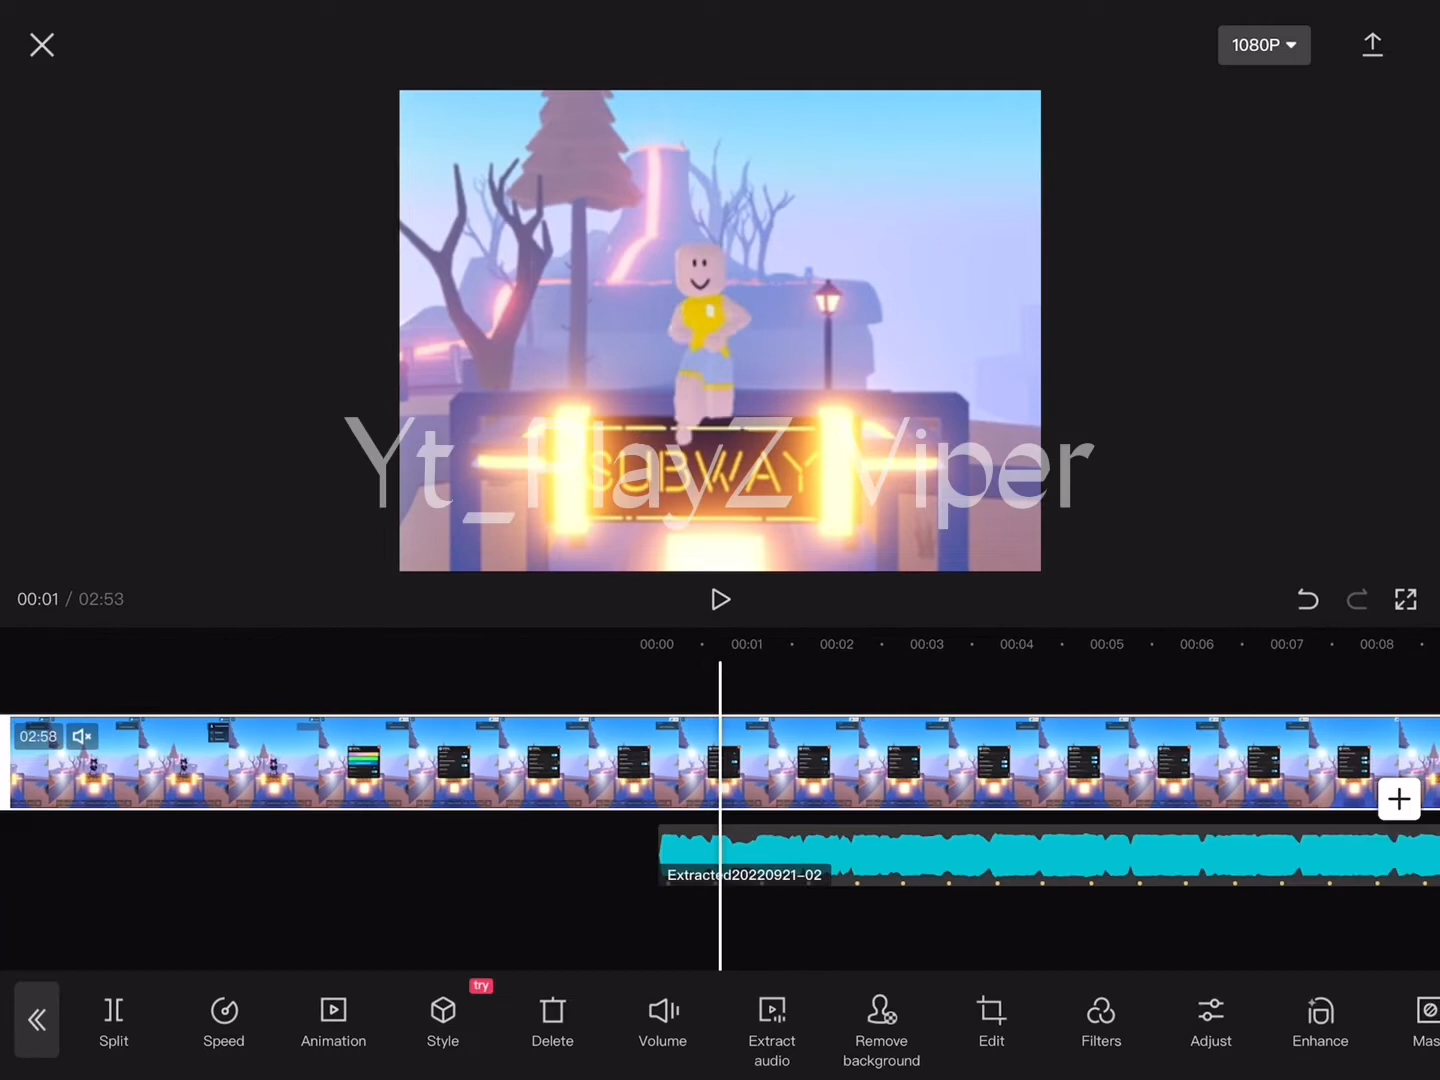 1080P
SUBWAY
Yt_PlayZ_Viper
00:01 / 02:53
00:00 00:01 00:02 00:03 00:04 00:05 00:06 00:07 00:08
02:58
Extracted20220921-02
try
Split Speed Animation Style Delete Volume Extract audio Remove background Edit Filters Adjust Enhance Mas